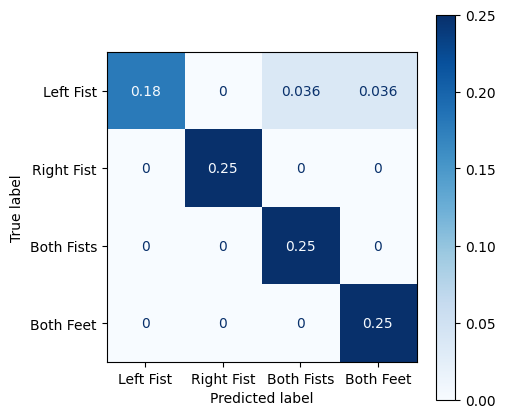 0.25
Left Fist 0.18 0 0.036 0.036
0.20
Right Fist 0 0.25 0 0
0.15
True label
Both Fists 0 0 0.25 0
0.10
Both Feet 0 0 0 0.25
0.05
0.00
Left Fist Right Fist Both Fists Both Feet
Predicted label